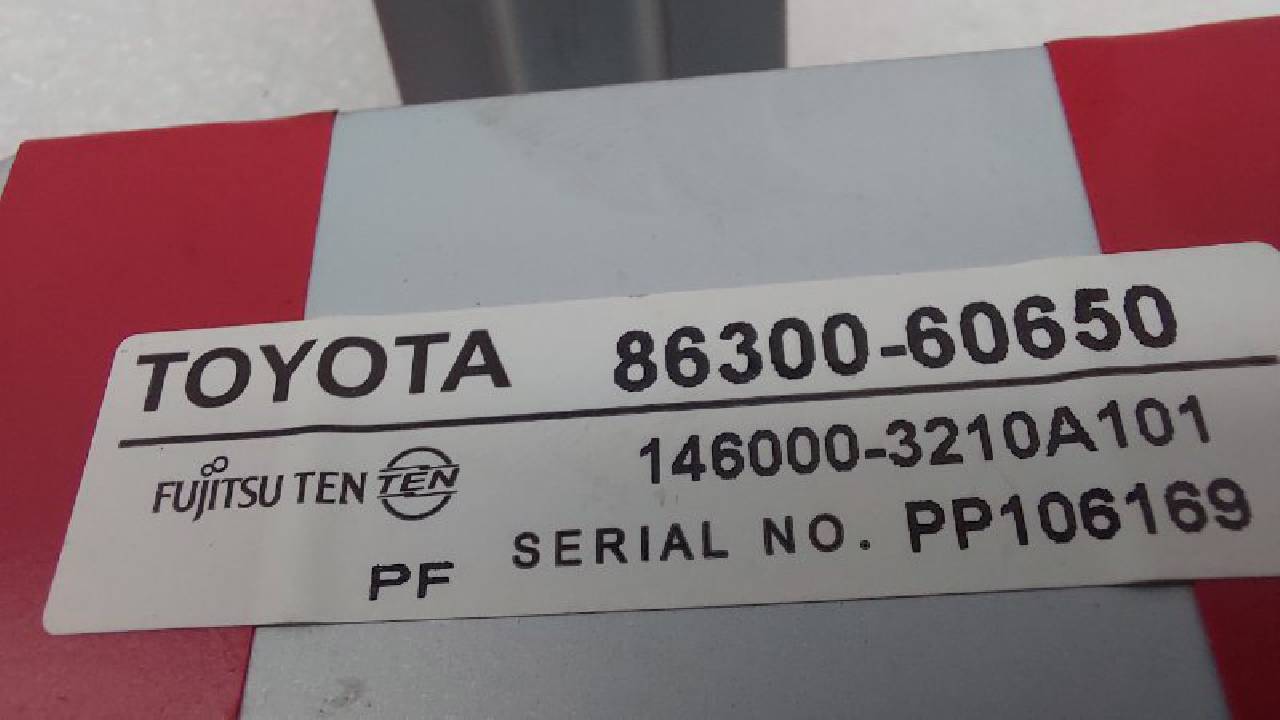 TOYOTA 86300-60650
FUJITSU TEN TEN 146000-3210A101
PF SERIAL NO. PP106169